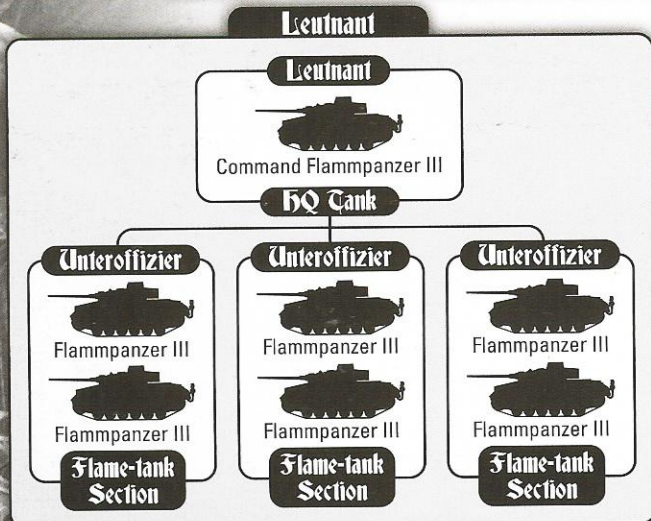 Leutnant
Leutnant
Command Flammpanzer III
HQ Tank
Unteroffizier
Unteroffizier
Unteroffizier
Flammpanzer III
Flammpanzer III
Flammpanzer III
Flammpanzer III
Flammpanzer III
Flammpanzer III
Flame-tank
Section
Flame-tank
Section
Flame-tank
Section